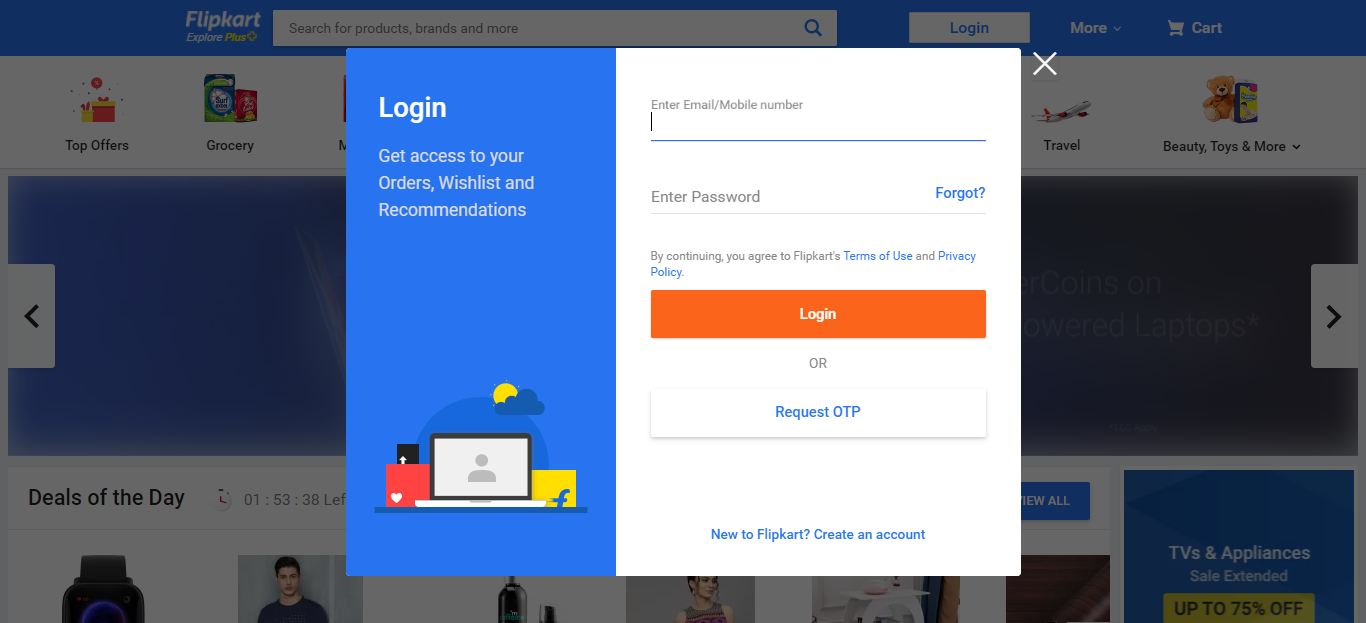 Flipkart
Explore Plus
Search for products, brands and more
Login
More
Cart
Top Offers
Grocery
M
Travel
Beauty, Toys & More
Login
Get access to your
Orders, Wishlist and
Recommendations
Enter Email/Mobile number
Enter Password
Forgot?
By continuing, you agree to Flipkart's Terms of Use and Privacy
Policy.
Login
OR
Request OTP
New to Flipkart? Create an account
erCoins on
owered Laptops*
Deals of the Day
01 : 53 : 38 Lef
VIEW ALL
TVs & Appliances
Sale Extended
UP TO 75% OFF